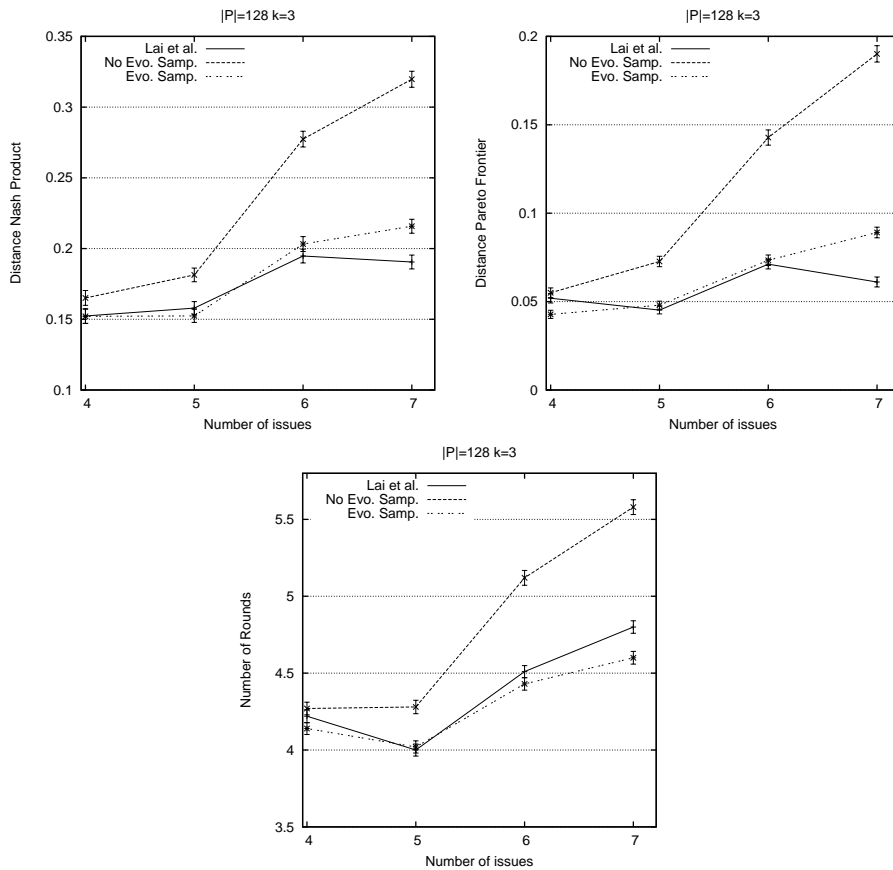 |P|=128 k=3
0.35
0.3
0.25
0.2
0.15
0.1
Distance Nash Product
Lai et al.
No Evo. Samp.
Evo. Samp.
4 5 6 7
Number of issues
|P|=128 k=3
0.2
0.15
0.1
0.05
0
Distance Pareto Frontier
Lai et al.
No Evo. Samp.
Evo. Samp.
4 5 6 7
Number of issues
|P|=128 k=3
5.5
5
4.5
4
3.5
Number of Rounds
Lai et al.
No Evo. Samp.
Evo. Samp.
4 5 6 7
Number of issues